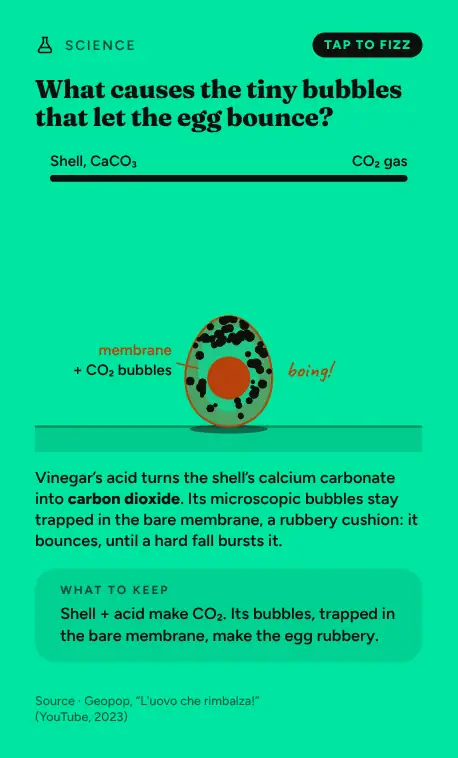 SCIENCE
TAP TO FIZZ
What causes the tiny bubbles
that let the egg bounce?
Shell, CaCO₃
CO₂ gas
membrane
+ CO₂ bubbles
boing!
Vinegar's acid turns the shell's calcium carbonate
into carbon dioxide. Its microscopic bubbles stay
trapped in the bare membrane, a rubbery cushion: it
bounces, until a hard fall bursts it.
WHAT TO KEEP
Shell + acid make CO₂. Its bubbles, trapped in
the bare membrane, make the egg rubbery.
Source · Geopop, "L'uovo che rimbalza!"
(YouTube, 2023)